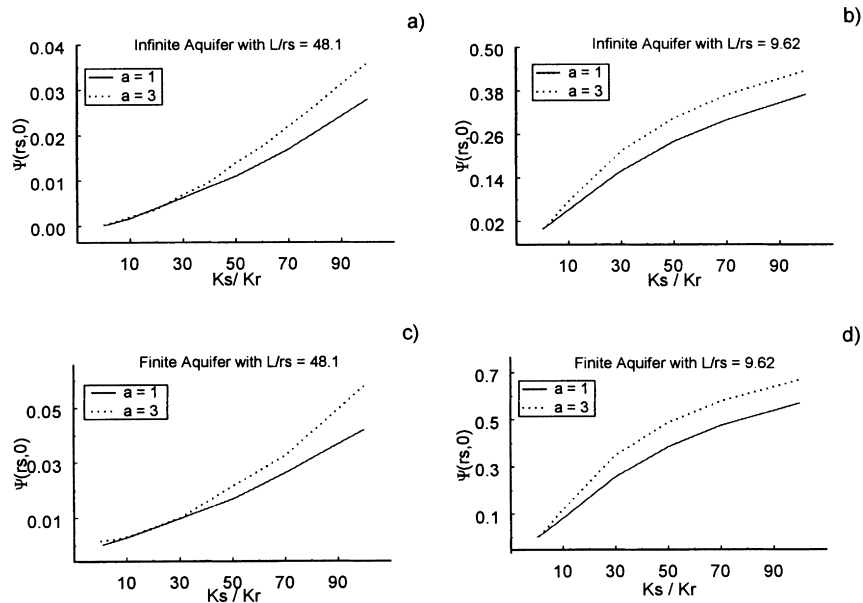 a)
Infinite Aquifer with L/rs = 48.1
0.04
0.03
0.02
0.01
0.00
a = 1
a = 3
Ψ(rs,0)
10 30 50 70 90
Ks/ Kr
b)
Infinite Aquifer with L/rs = 9.62
0.50
0.38
0.26
0.14
0.02
a = 1
a = 3
Ψ(rs,0)
10 30 50 70 90
Ks / Kr
c)
Finite Aquifer with L/rs = 48.1
0.05
0.03
0.01
a = 1
a = 3
Ψ(rs,0)
10 30 50 70 90
Ks / Kr
d)
Finite Aquifer with L/rs = 9.62
0.7
0.5
0.3
0.1
a = 1
a = 3
Ψ(rs,0)
10 30 50 70 90
Ks / Kr